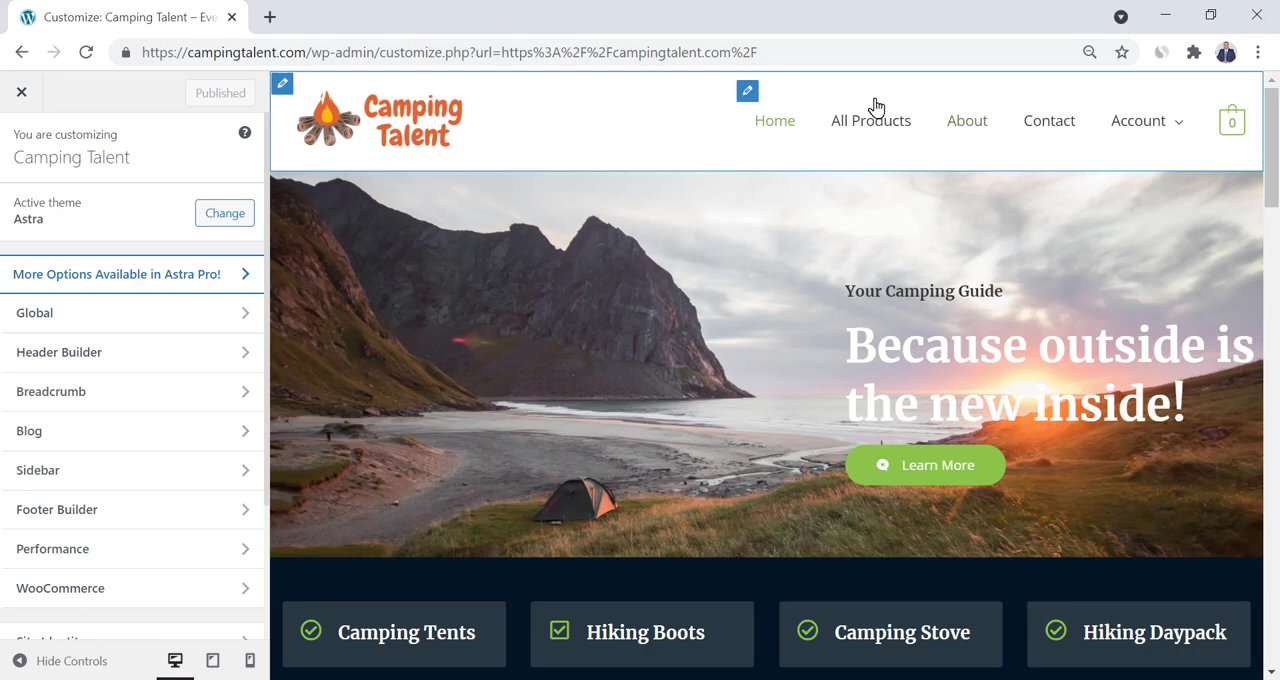 Customize: Camping Talent – Eve
https://campingtalent.com/wp-admin/customize.php?url=https%3A%2F%2Fcampingtalent.com%2F
Published
You are customizing
Camping Talent
Active theme
Astra
Change
More Options Available in Astra Pro!
Global
Header Builder
Breadcrumb
Blog
Sidebar
Footer Builder
Performance
WooCommerce
Hide Controls
Camping
Talent
Home
All Products
About
Contact
Account
0
Your Camping Guide
Because outside is
the new inside!
Learn More
Camping Tents
Hiking Boots
Camping Stove
Hiking Daypack